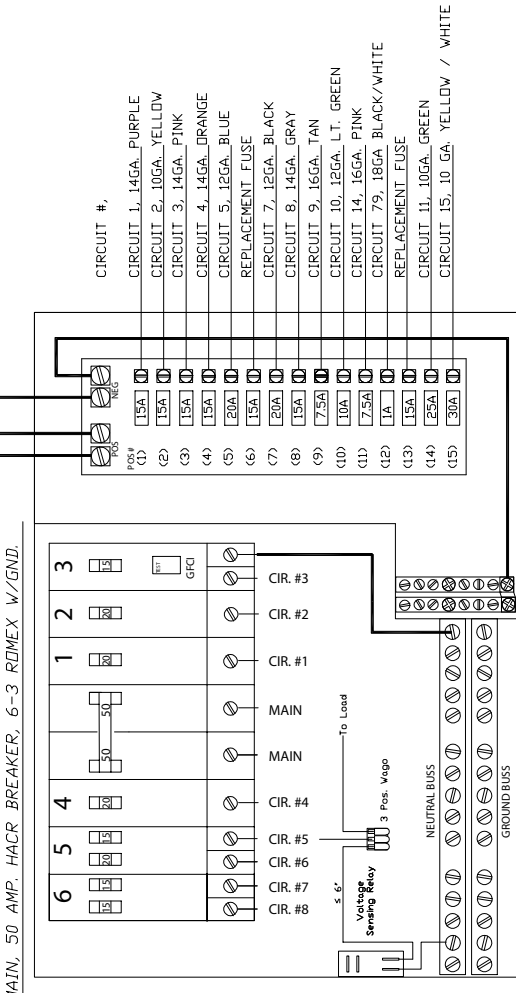 MAIN, 50 AMP. HACR BREAKER, 6-3 ROMEX W/GND.
CIRCUIT #,
CIRCUIT 1, 14GA. PURPLE
CIRCUIT 2, 10GA. YELLOW
CIRCUIT 3, 14GA. PINK
CIRCUIT 4, 14GA. ORANGE
CIRCUIT 5, 12GA. BLUE
REPLACEMENT FUSE
CIRCUIT 7, 12GA. BLACK
CIRCUIT 8, 14GA. GRAY
CIRCUIT 9, 16GA. TAN
CIRCUIT 10, 12GA. LT. GREEN
CIRCUIT 14, 16GA. PINK
CIRCUIT 79, 18GA BLACK/WHITE
REPLACEMENT FUSE
CIRCUIT 11, 10GA. GREEN
CIRCUIT 15, 10 GA. YELLOW / WHITE
POS
NEG
POS#
(1) 15A
(2) 15A
(3) 15A
(4) 15A
(5) 20A
(6) 15A
(7) 20A
(8) 15A
(9) 7.5A
(10) 10A
(11) 7.5A
(12) 1A
(13) 15A
(14) 25A
(15) 30A
3
15
TEST
GFCI
2
20
1
20
50
50
4
20
5
15
20
6
15
15
CIR. #3
CIR. #2
CIR. #1
MAIN
MAIN
CIR. #4
CIR. #5
CIR. #6
CIR. #7
CIR. #8
To Load
3 Pos. Wago
≤ 6'
Voltage
Sensing Relay
NEUTRAL BUSS
GROUND BUSS